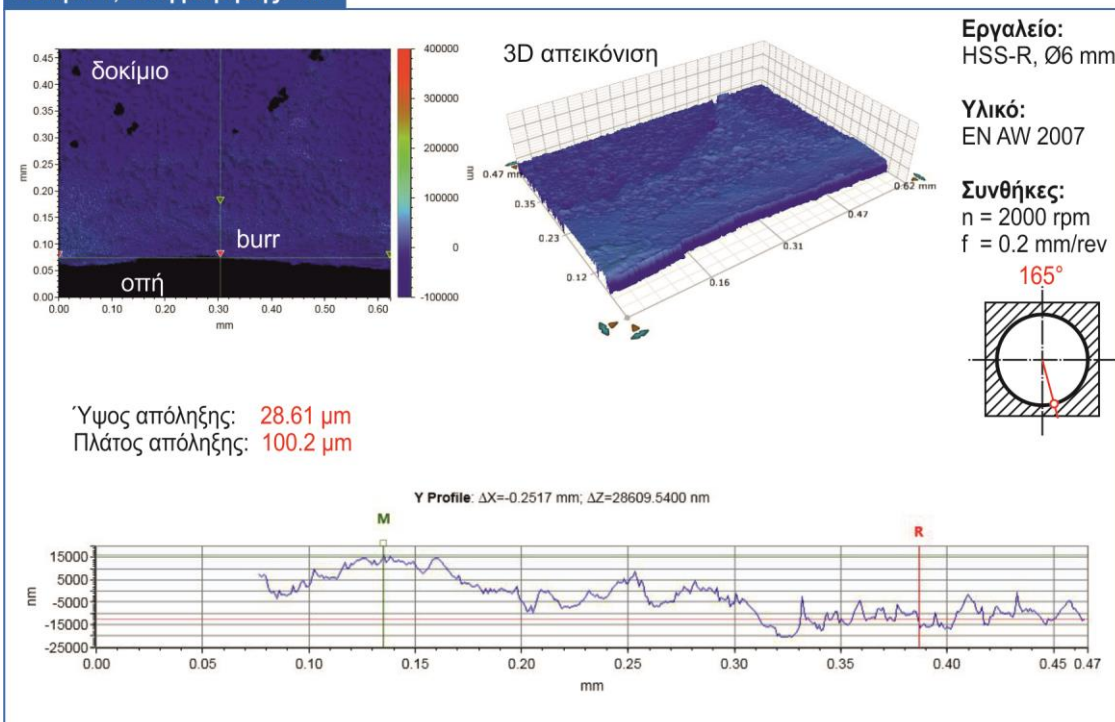 δοκίμιο
burr
οπή
0.45
0.40
0.35
0.30
0.25
0.20
0.15
0.10
0.05
0.00
mm
0.00 0.10 0.20 0.30 0.40 0.50 0.60
mm
400000
300000
200000
100000
0
-100000
nm
3D απεικόνιση
0.47 mm
0.35
0.23
0.12
0.16
0.31
0.47
0.62 mm
Εργαλείο:
HSS-R, Ø6 mm
Υλικό:
EN AW 2007
Συνθήκες:
n = 2000 rpm
f = 0.2 mm/rev
165°
Ύψος απόληξης: 28.61 μm
Πλάτος απόληξης: 100.2 μm
Y Profile: ΔX=-0.2517 mm; ΔZ=28609.5400 nm
M
R
15000
5000
-5000
-15000
-25000
nm
0.00 0.05 0.10 0.15 0.20 0.25 0.30 0.35 0.40 0.45 0.47
mm